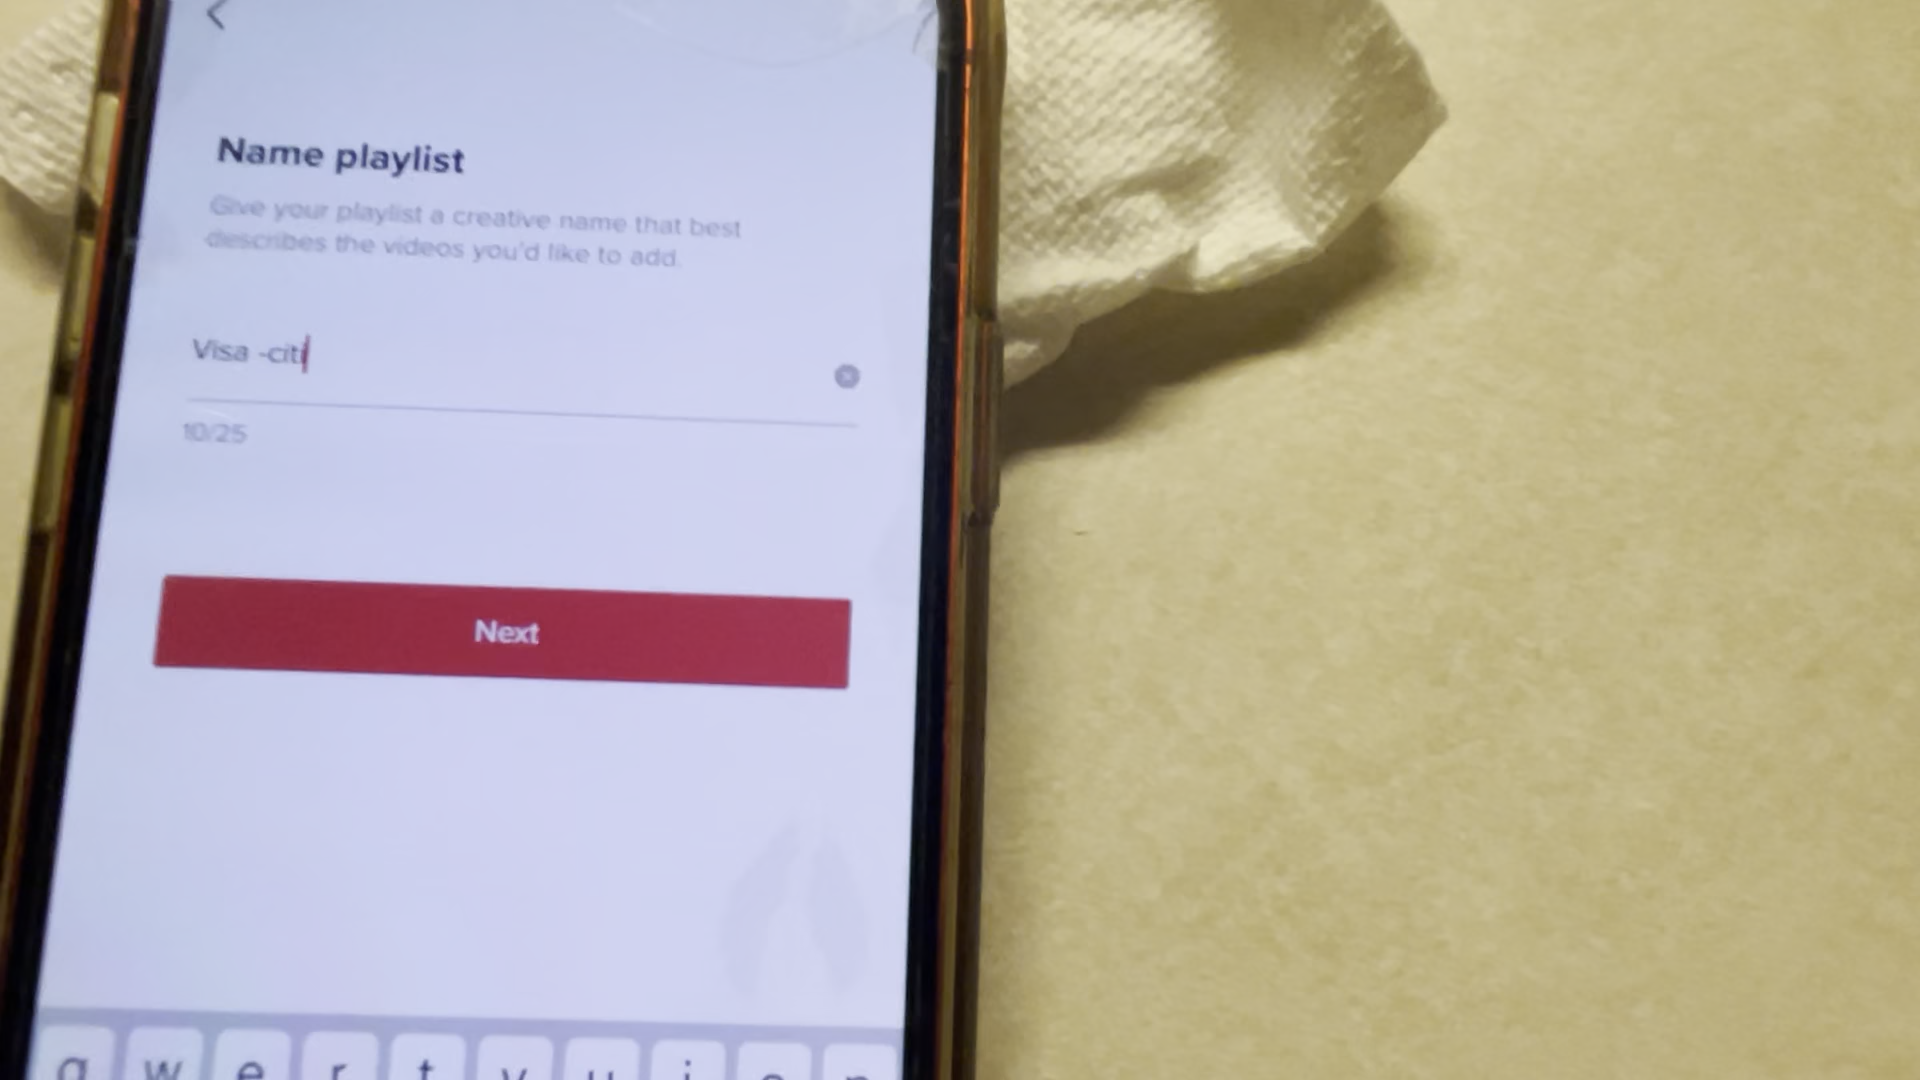 Name playlist
Give your playlist a creative name that best
describes the videos you'd like to add.
Visa -citi
10/25
Next
q w e r t y u i o p